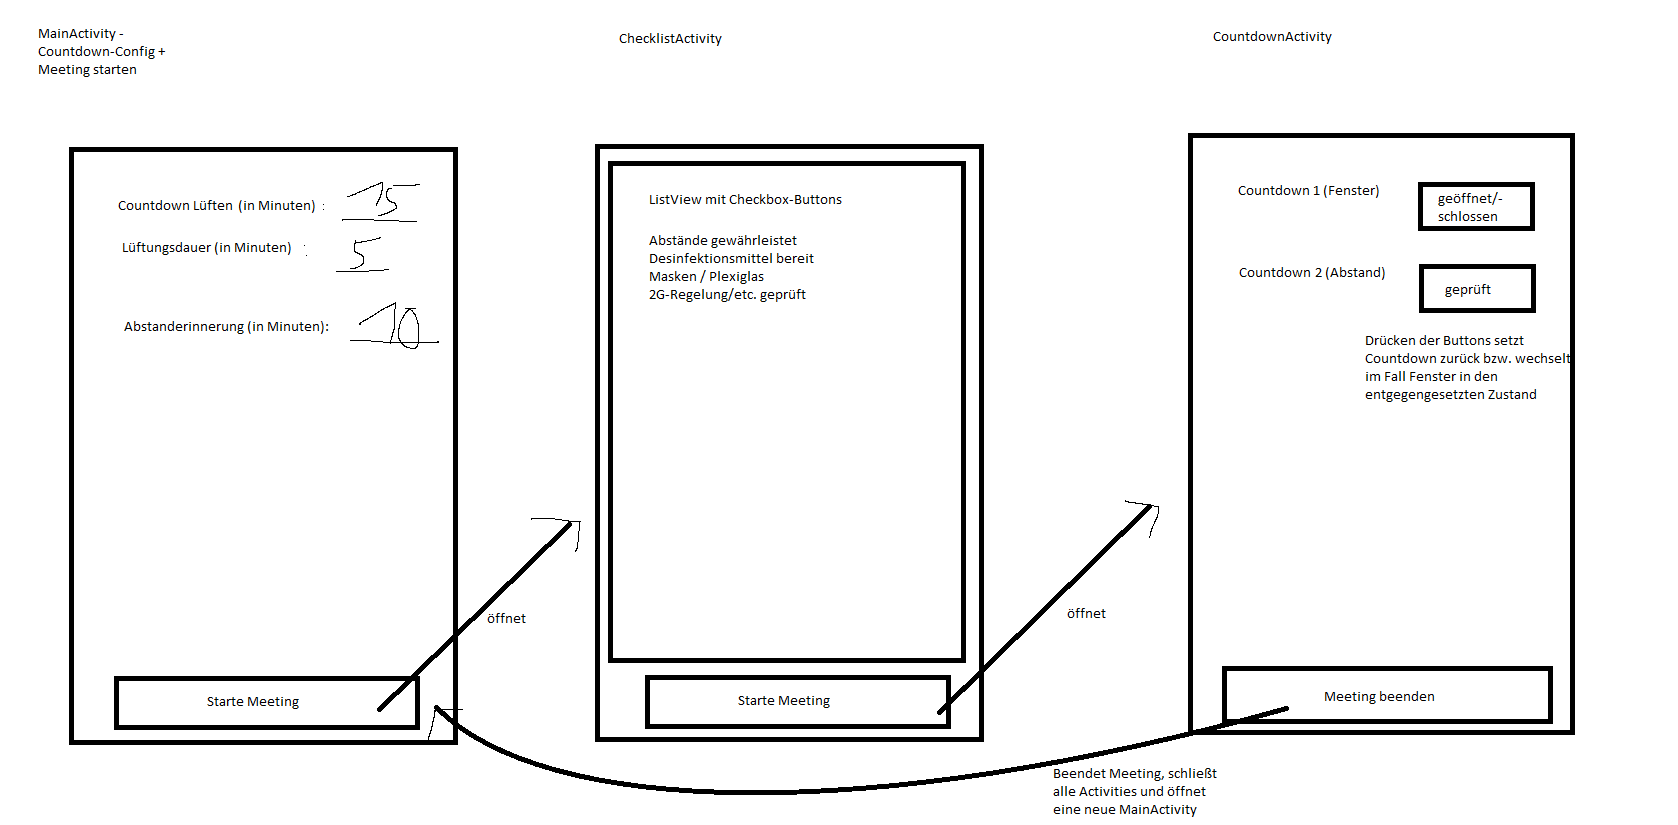 MainActivity -
Countdown-Config +
Meeting starten
Countdown Lüften (in Minuten) : 15
Lüftungsdauer (in Minuten) : 5
Abstanderinnerung (in Minuten): 10
Starte Meeting
öffnet
ChecklistActivity
ListView mit Checkbox-Buttons
Abstände gewährleistet
Desinfektionsmittel bereit
Masken / Plexiglas
2G-Regelung/etc. geprüft
Starte Meeting
öffnet
CountdownActivity
Countdown 1 (Fenster)
geöffnet/-
schlossen
Countdown 2 (Abstand)
geprüft
Drücken der Buttons setzt
Countdown zurück bzw. wechselt
im Fall Fenster in den
entgegengesetzten Zustand
Meeting beenden
Beendet Meeting, schließt
alle Activities und öffnet
eine neue MainActivity